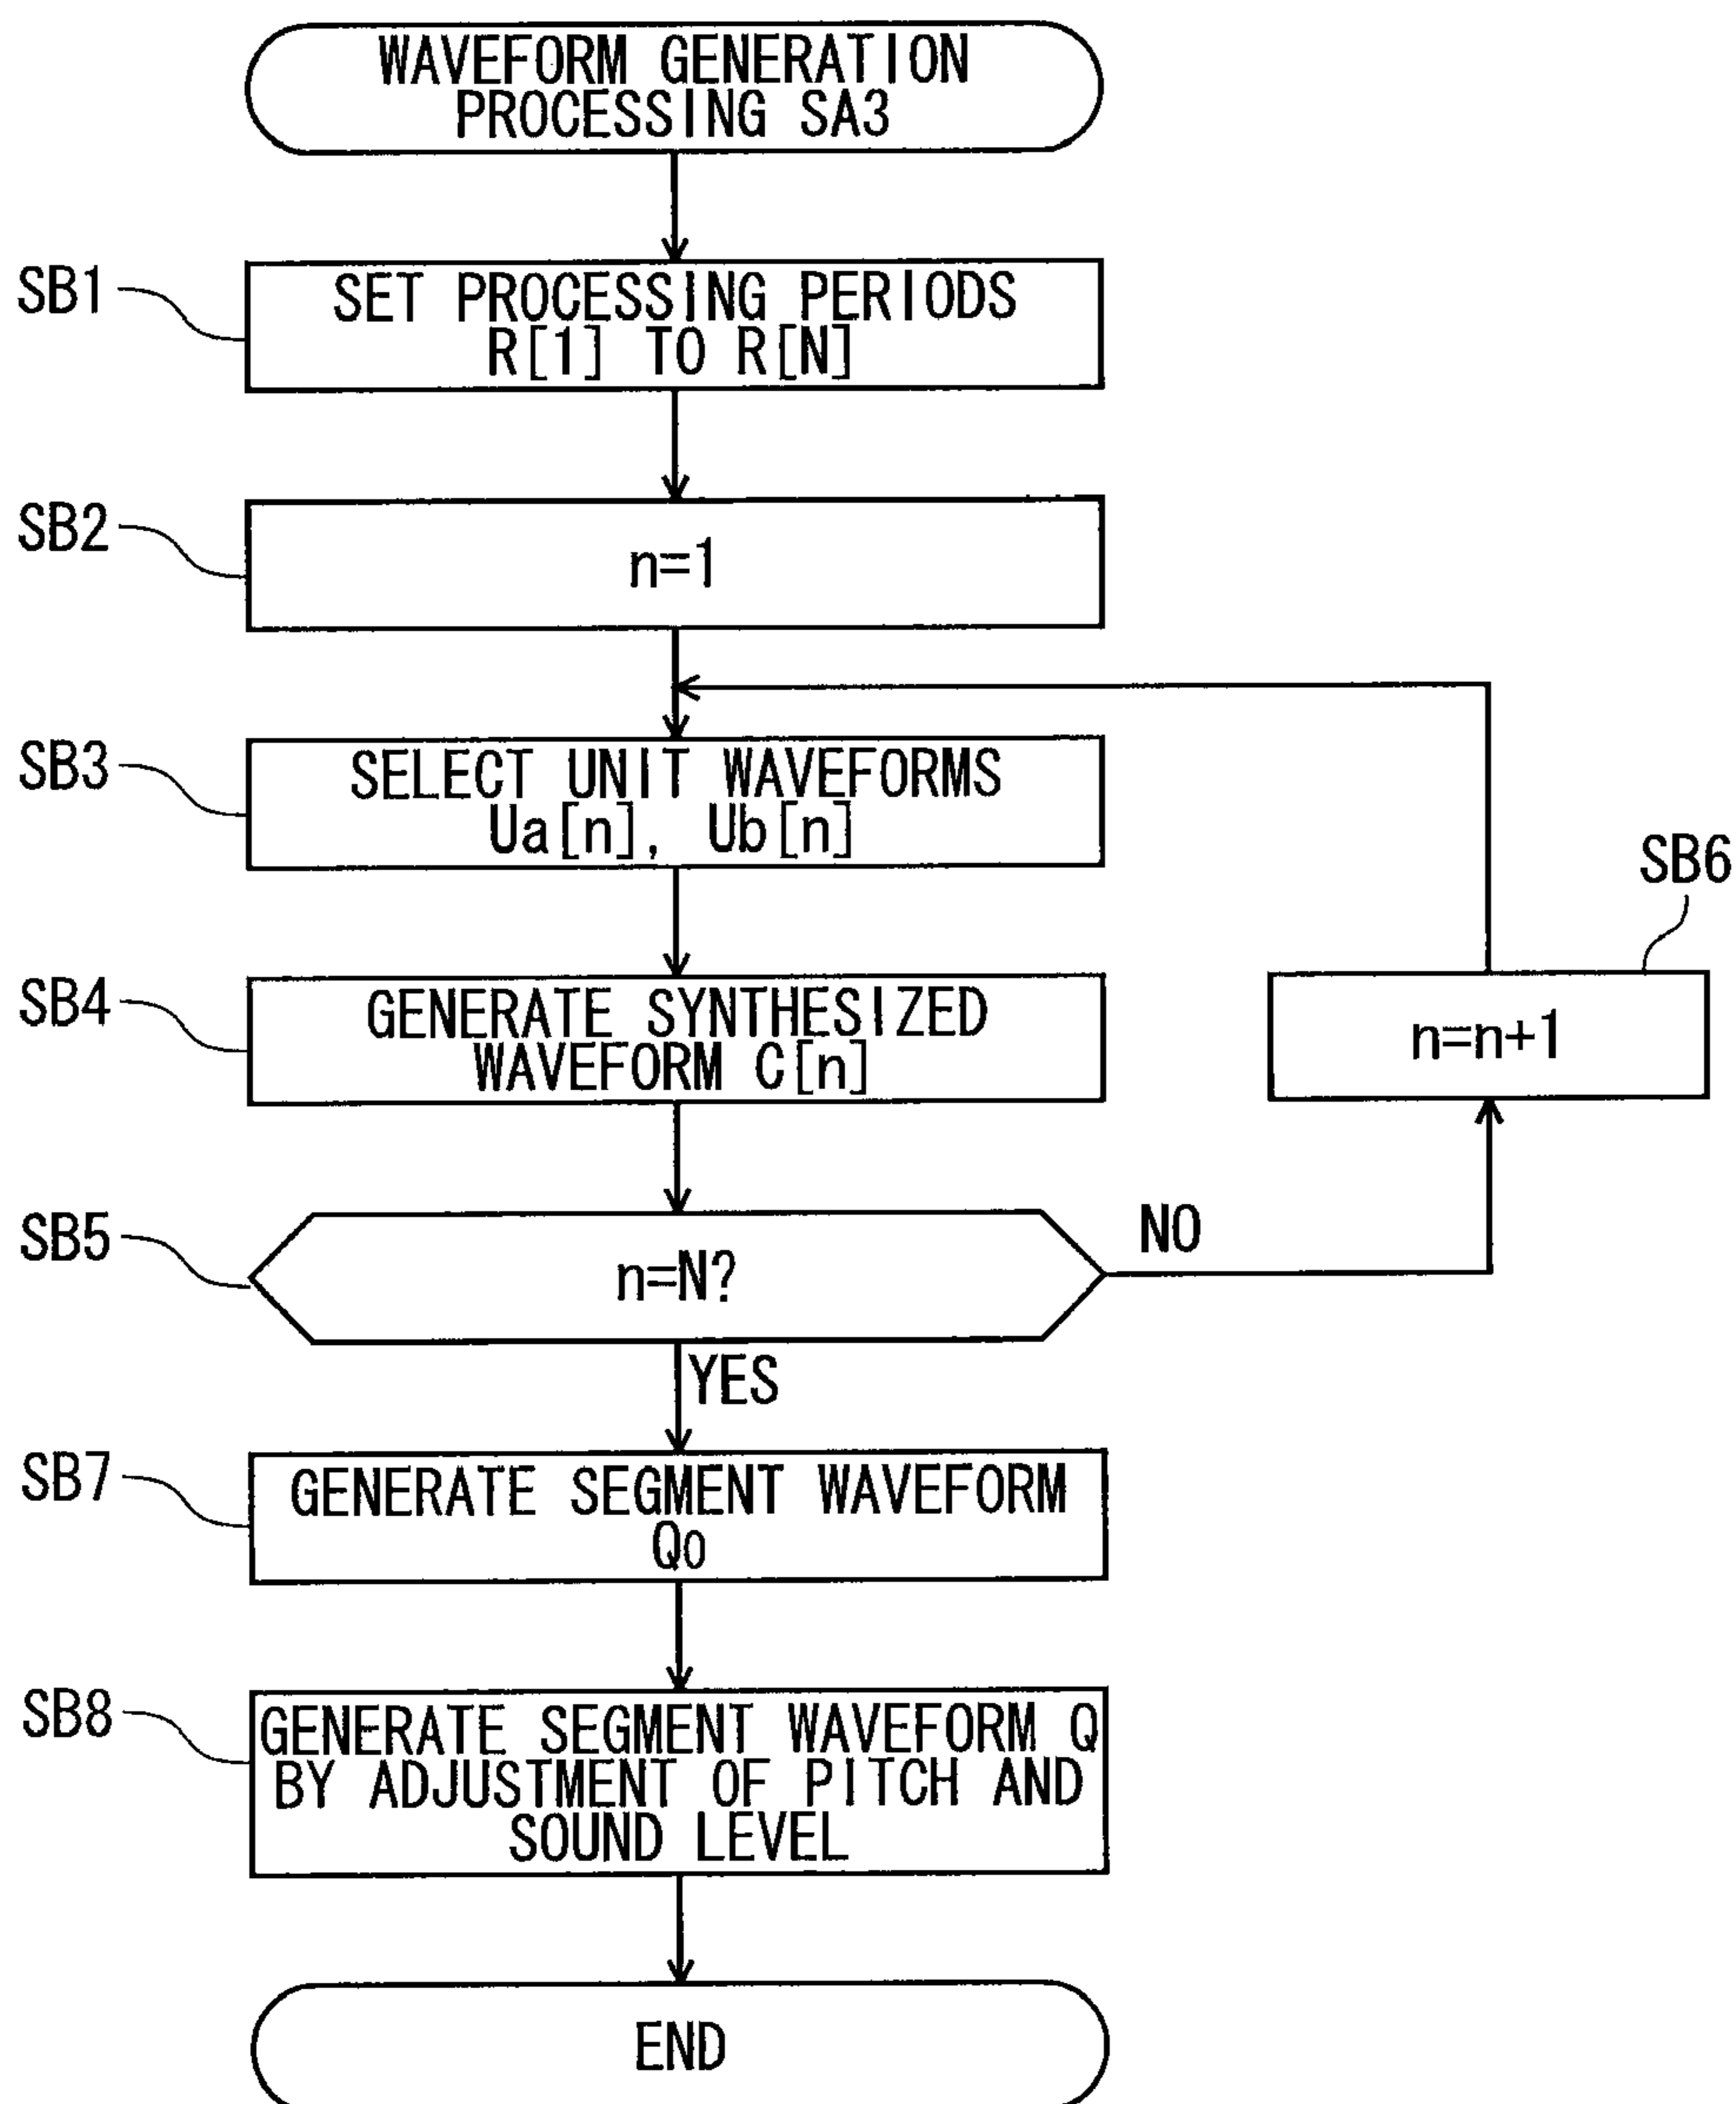 WAVEFORM GENERATION
PROCESSING SA3
SB1
SET PROCESSING PERIODS
R[1] TO R[N]
SB2
n=1
SB3
SELECT UNIT WAVEFORMS
Ua[n], Ub[n]
SB6
n=n+1
SB4
GENERATE SYNTHESIZED
WAVEFORM C[n]
SB5
n=N?
NO
YES
SB7
GENERATE SEGMENT WAVEFORM
Q0
SB8
GENERATE SEGMENT WAVEFORM Q
BY ADJUSTMENT OF PITCH AND
SOUND LEVEL
END